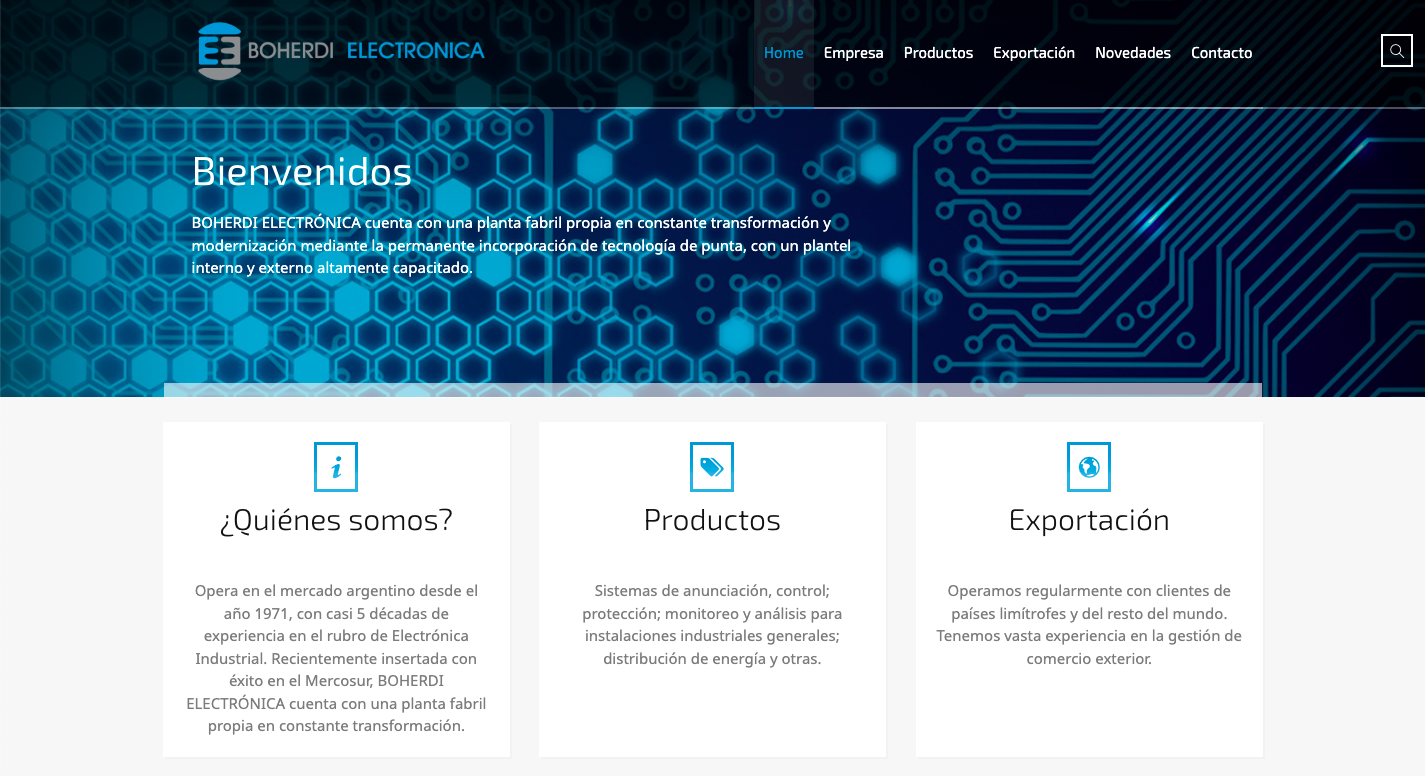 BOHERDI ELECTRONICA
Home Empresa Productos Exportación Novedades Contacto
Bienvenidos
BOHERDI ELECTRÓNICA cuenta con una planta fabril propia en constante transformación y
modernización mediante la permanente incorporación de tecnología de punta, con un plantel
interno y externo altamente capacitado.
¿Quiénes somos?
Opera en el mercado argentino desde el
año 1971, con casi 5 décadas de
experiencia en el rubro de Electrónica
Industrial. Recientemente insertada con
éxito en el Mercosur, BOHERDI
ELECTRÓNICA cuenta con una planta fabril
propia en constante transformación.
Productos
Sistemas de anunciación, control;
protección; monitoreo y análisis para
instalaciones industriales generales;
distribución de energía y otras.
Exportación
Operamos regularmente con clientes de
países limítrofes y del resto del mundo.
Tenemos vasta experiencia en la gestión de
comercio exterior.